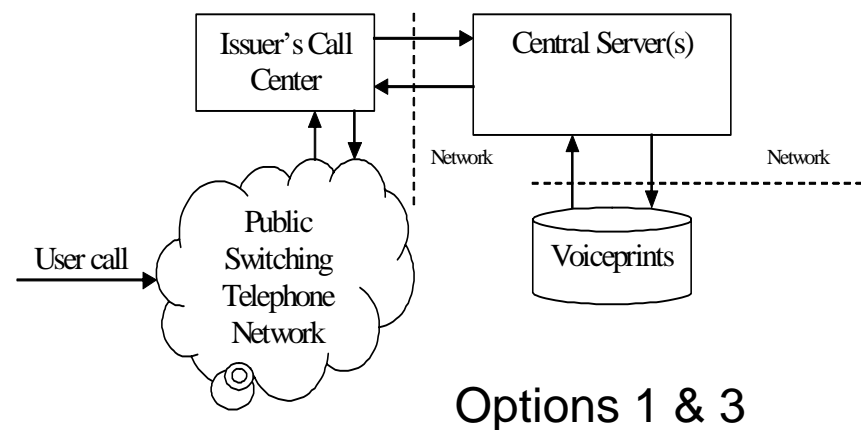 Issuer's Call
Center
Central Server(s)
Network
Network
User call
Public
Switching
Telephone
Network
Voiceprints
Options 1 & 3